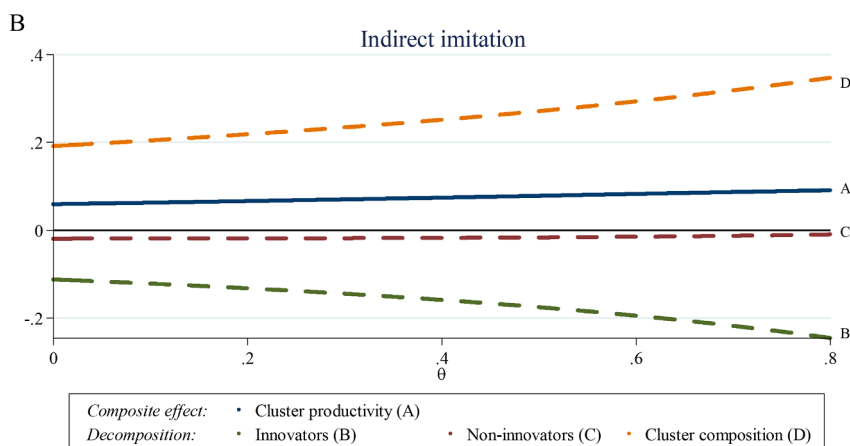 B
Indirect imitation
.4
D
.2
A
0
C
-.2
B
0 .2 .4 .6 .8
θ
Composite effect: Cluster productivity (A)
Decomposition: Innovators (B) Non-innovators (C) Cluster composition (D)